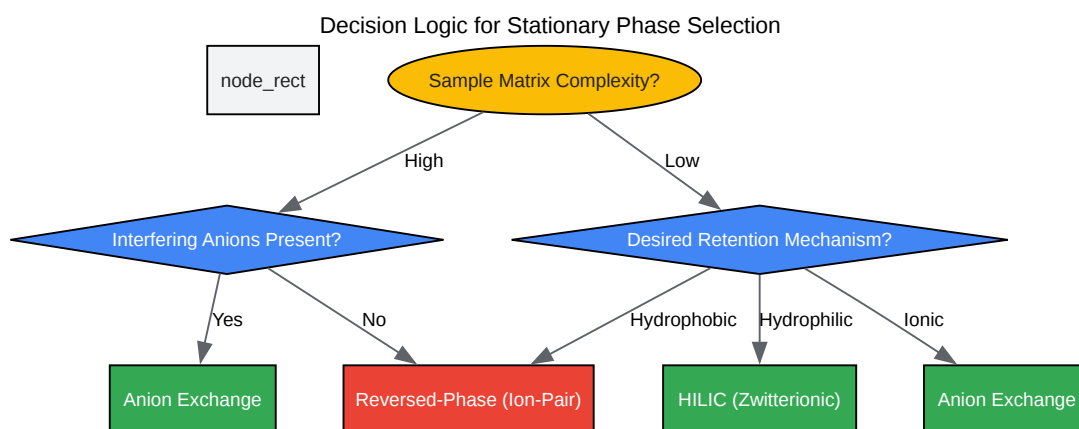 Decision Logic for Stationary Phase Selection
node_rect
Sample Matrix Complexity?
High
Low
Interfering Anions Present?
Desired Retention Mechanism?
Yes
No
Hydrophobic
Hydrophilic
Ionic
Anion Exchange
Reversed-Phase (Ion-Pair)
HILIC (Zwitterionic)
Anion Exchange